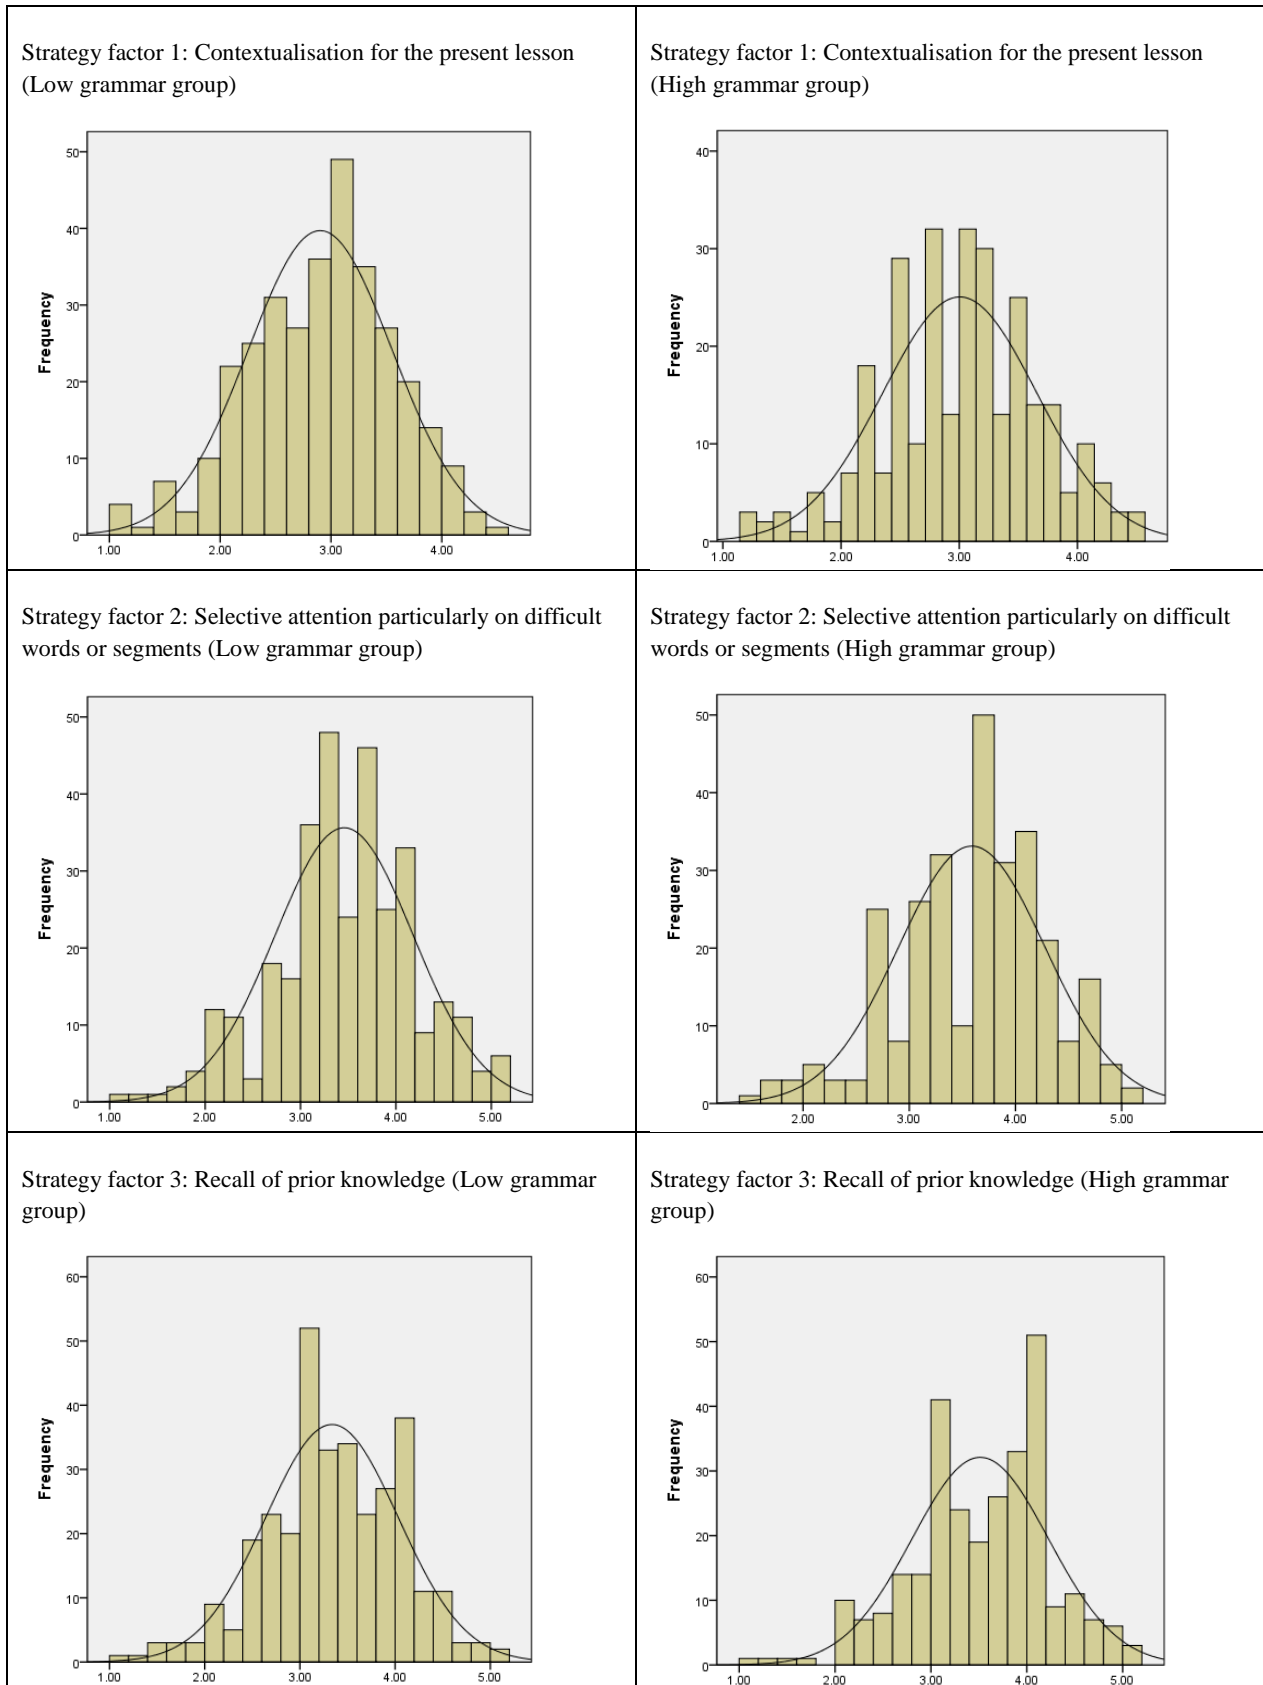 Strategy factor 1: Contextualisation for the present lesson
(Low grammar group)
50
40
30
20
10
0
Frequency
1.00 2.00 3.00 4.00
Strategy factor 1: Contextualisation for the present lesson
(High grammar group)
40
30
20
10
0
Frequency
1.00 2.00 3.00 4.00
Strategy factor 2: Selective attention particularly on difficult
words or segments (Low grammar group)
50
40
30
20
10
0
Frequency
1.00 2.00 3.00 4.00 5.00
Strategy factor 2: Selective attention particularly on difficult
words or segments (High grammar group)
50
40
30
20
10
0
Frequency
2.00 3.00 4.00 5.00
Strategy factor 3: Recall of prior knowledge (Low grammar
group)
60
50
40
30
20
10
0
Frequency
1.00 2.00 3.00 4.00 5.00
Strategy factor 3: Recall of prior knowledge (High grammar
group)
60
50
40
30
20
10
0
Frequency
1.00 2.00 3.00 4.00 5.00